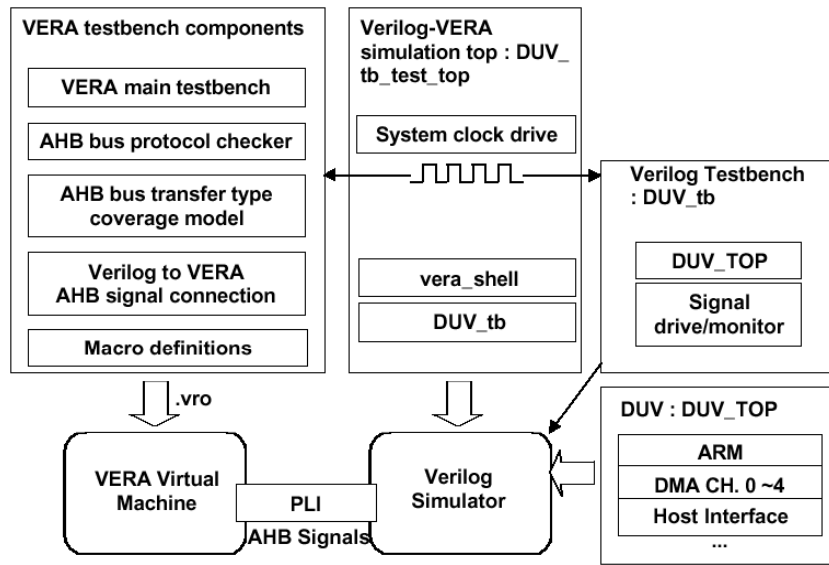 VERA testbench components
VERA main testbench
AHB bus protocol checker
AHB bus transfer type
coverage model
Verilog to VERA
AHB signal connection
Macro definitions
Verilog-VERA
simulation top : DUV_
tb_test_top
System clock drive
vera_shell
DUV_tb
Verilog Testbench
: DUV_tb
DUV_TOP
Signal
drive/monitor
.vro
VERA Virtual
Machine
PLI
AHB Signals
Verilog
Simulator
DUV : DUV_TOP
ARM
DMA CH. 0 ~4
Host Interface
...